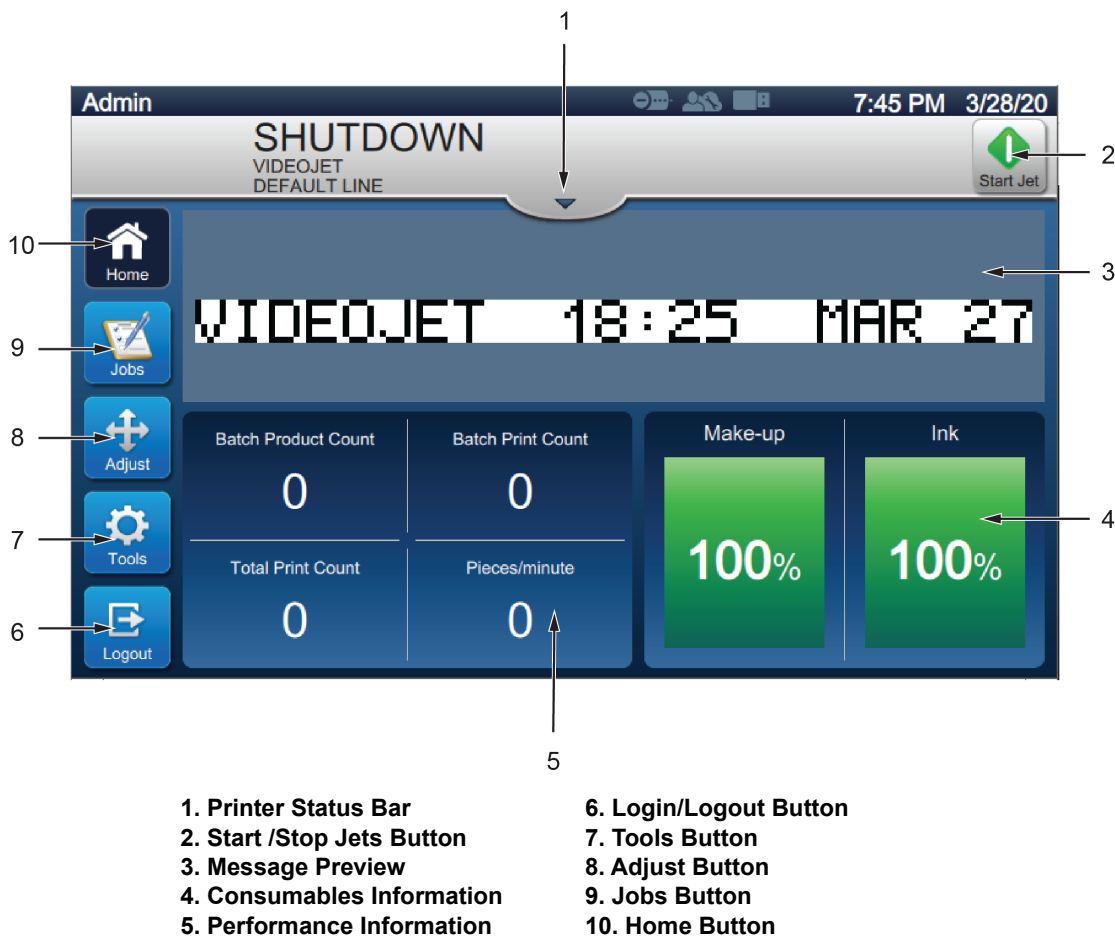 1
Admin
7:45 PM 3/28/20
SHUTDOWN
VIDEOJET
DEFAULT LINE
Start Jet
2
10
Home
3
VIDEOJET 18:25 MAR 27
9
Jobs
8
Adjust
Batch Product Count
0
Batch Print Count
0
Make-up
100%
Ink
100%
4
7
Tools
Total Print Count
0
Pieces/minute
0
6
Logout
5
1. Printer Status Bar
2. Start /Stop Jets Button
3. Message Preview
4. Consumables Information
5. Performance Information
6. Login/Logout Button
7. Tools Button
8. Adjust Button
9. Jobs Button
10. Home Button